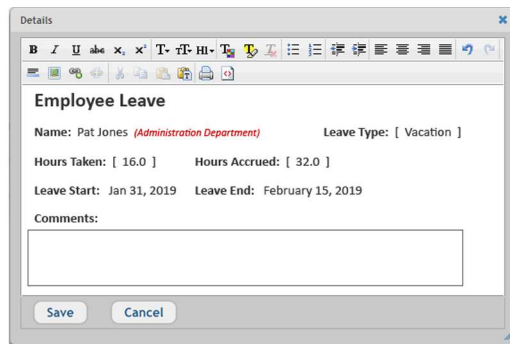 Details
Employee Leave
Name: Pat Jones (Administration Department) Leave Type: [ Vacation ]
Hours Taken: [ 16.0 ] Hours Accrued: [ 32.0 ]
Leave Start: Jan 31, 2019 Leave End: February 15, 2019
Comments:
Save Cancel